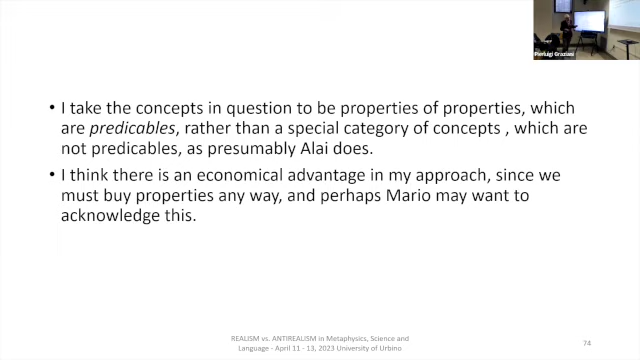 Pierluigi Graziani
• I take the concepts in question to be properties of properties, which
are predicables, rather than a special category of concepts , which are
not predicables, as presumably Alai does.
• I think there is an economical advantage in my approach, since we
must buy properties any way, and perhaps Mario may want to
acknowledge this.
REALISM vs. ANTIREALISM in Metaphysics, Science and
Language - April 11 - 13, 2023 University of Urbino
74